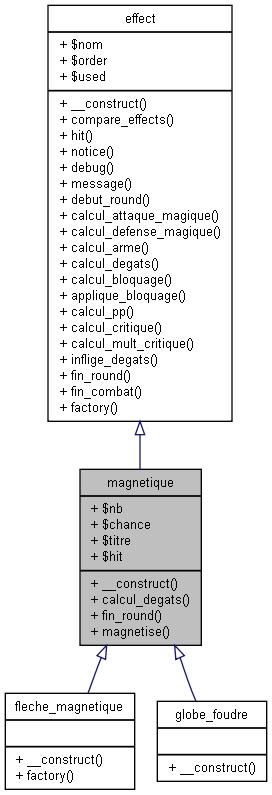 effect
+ $nom
+ $order
+ $used
+ __construct()
+ compare_effects()
+ hit()
+ notice()
+ debug()
+ message()
+ debut_round()
+ calcul_attaque_magique()
+ calcul_defense_magique()
+ calcul_arme()
+ calcul_degats()
+ calcul_bloquage()
+ applique_bloquage()
+ calcul_pp()
+ calcul_critique()
+ calcul_mult_critique()
+ inflige_degats()
+ fin_round()
+ fin_combat()
+ factory()
magnetique
+ $nb
+ $chance
+ $titre
+ $hit
+ __construct()
+ calcul_degats()
+ fin_round()
+ magnetise()
fleche_magnetique
+ __construct()
+ factory()
globe_foudre
+ __construct()